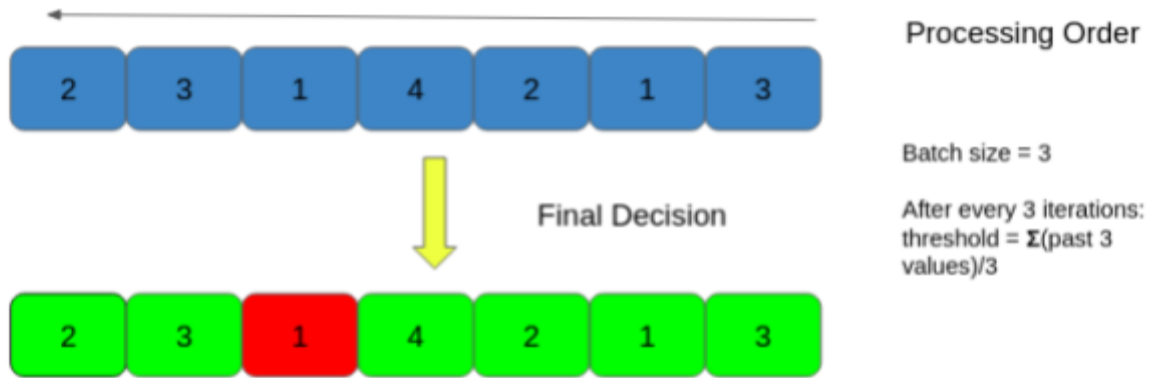 Processing Order
2 3 1 4 2 1 3
Batch size = 3
Final Decision
After every 3 iterations:
threshold = Σ(past 3
values)/3
2 3 1 4 2 1 3